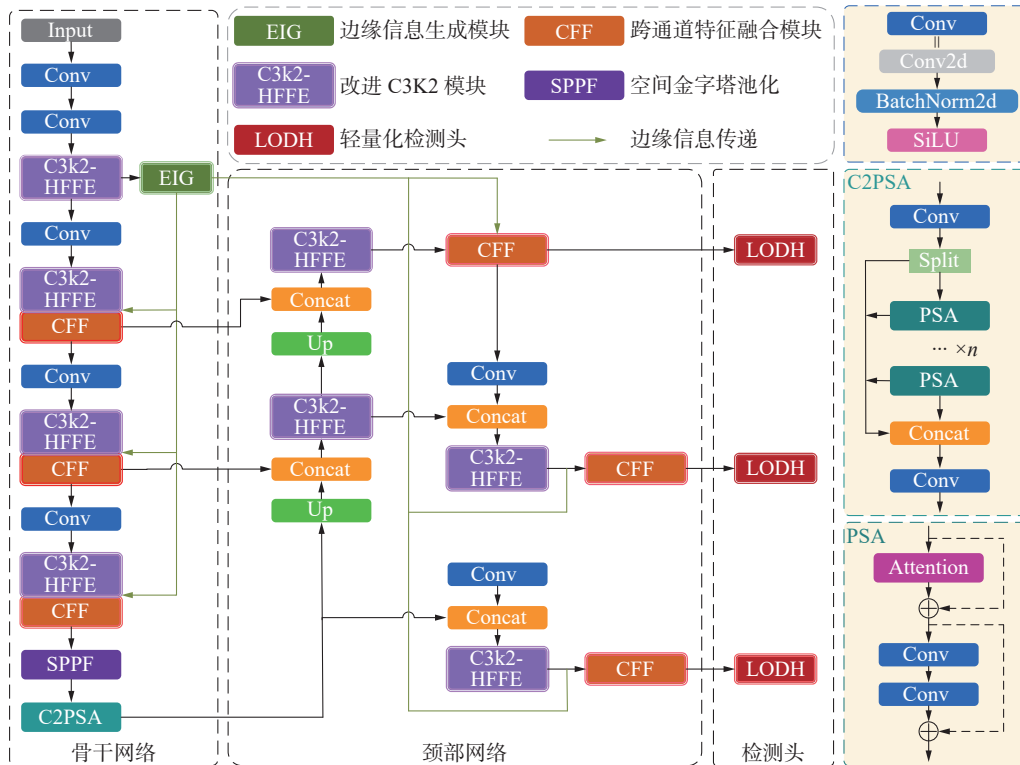 Input
Conv
Conv
C3k2-
HFFE
EIG
Conv
C3k2-
HFFE
CFF
Conv
C3k2-
HFFE
CFF
Conv
C3k2-
HFFE
CFF
SPPF
C2PSA
骨干网络
EIG
边缘信息生成模块
CFF
跨通道特征融合模块
C3k2-
HFFE
改进 C3K2 模块
SPPF
空间金字塔池化
LODH
轻量化检测头
边缘信息传递
C3k2-
HFFE
Concat
Up
C3k2-
HFFE
Concat
Up
CFF
Conv
Concat
C3k2-
HFFE
CFF
Conv
Concat
C3k2-
HFFE
CFF
颈部网络
LODH
LODH
LODH
检测头
Conv
Conv2d
BatchNorm2d
SiLU
C2PSA
Conv
Split
PSA
··· ×n
PSA
Concat
Conv
PSA
Attention
Conv
Conv